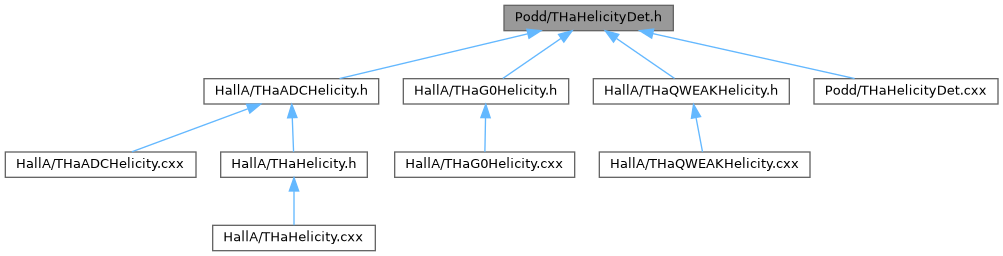 Podd/THaHelicityDet.h
HallA/THaADCHelicity.h
HallA/THaG0Helicity.h
HallA/THaQWEAKHelicity.h
Podd/THaHelicityDet.cxx
HallA/THaADCHelicity.cxx
HallA/THaHelicity.h
HallA/THaG0Helicity.cxx
HallA/THaQWEAKHelicity.cxx
HallA/THaHelicity.cxx